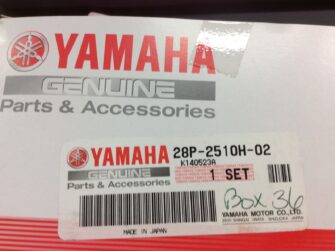 YAMAHA
GENUINE
Parts & Accessories
YAMAHA
GENUINE
Parts & Accessories
28P-2510H-02
K140523A
1 SET
Box 36
MADE IN JAPAN
YAMAHA MOTOR CO.,LTD.